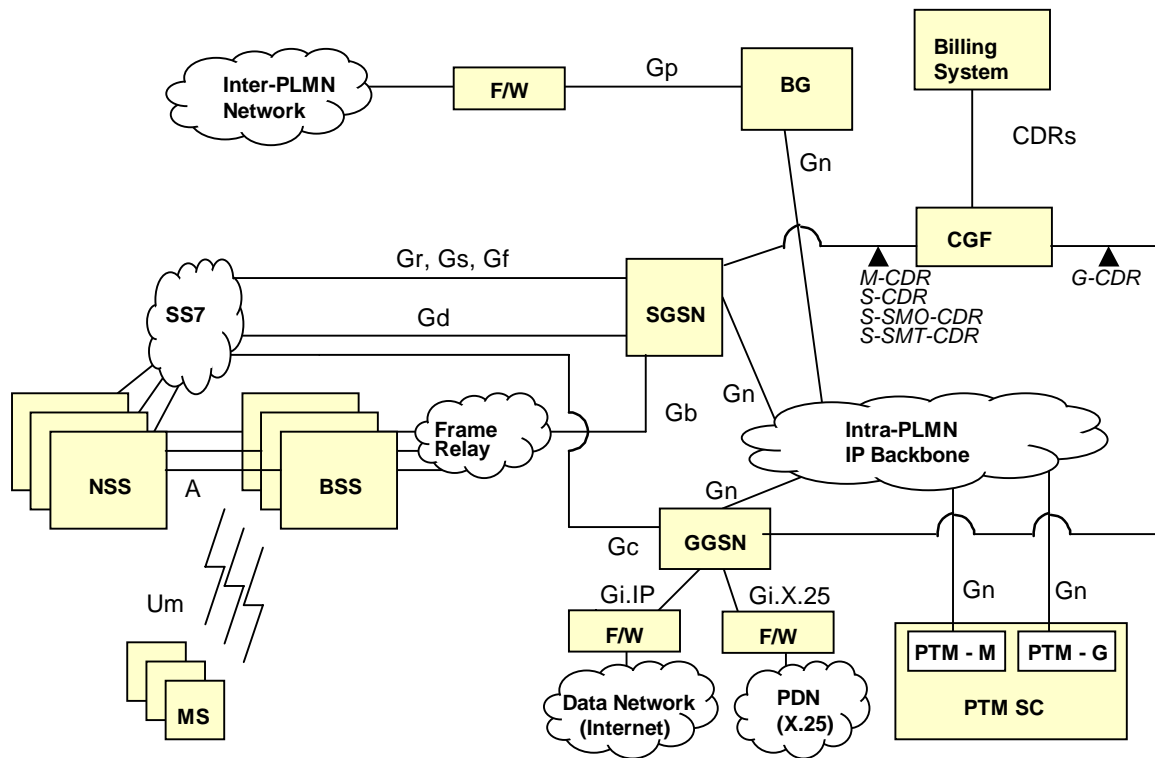 Billing
System
Inter-PLMN
Network
F/W
Gp
BG
CDRs
Gn
CGF
Gr, Gs, Gf
M-CDR
S-CDR
S-SMO-CDR
S-SMT-CDR
G-CDR
SS7
Gd
SGSN
Gn
Gb
Frame
Relay
Intra-PLMN
IP Backbone
NSS
A
BSS
Gn
GGSN
Gc
Um
Gi.IP
Gi.X.25
Gn
Gn
F/W
F/W
PTM - M
PTM - G
MS
Data Network
(Internet)
PDN
(X.25)
PTM SC